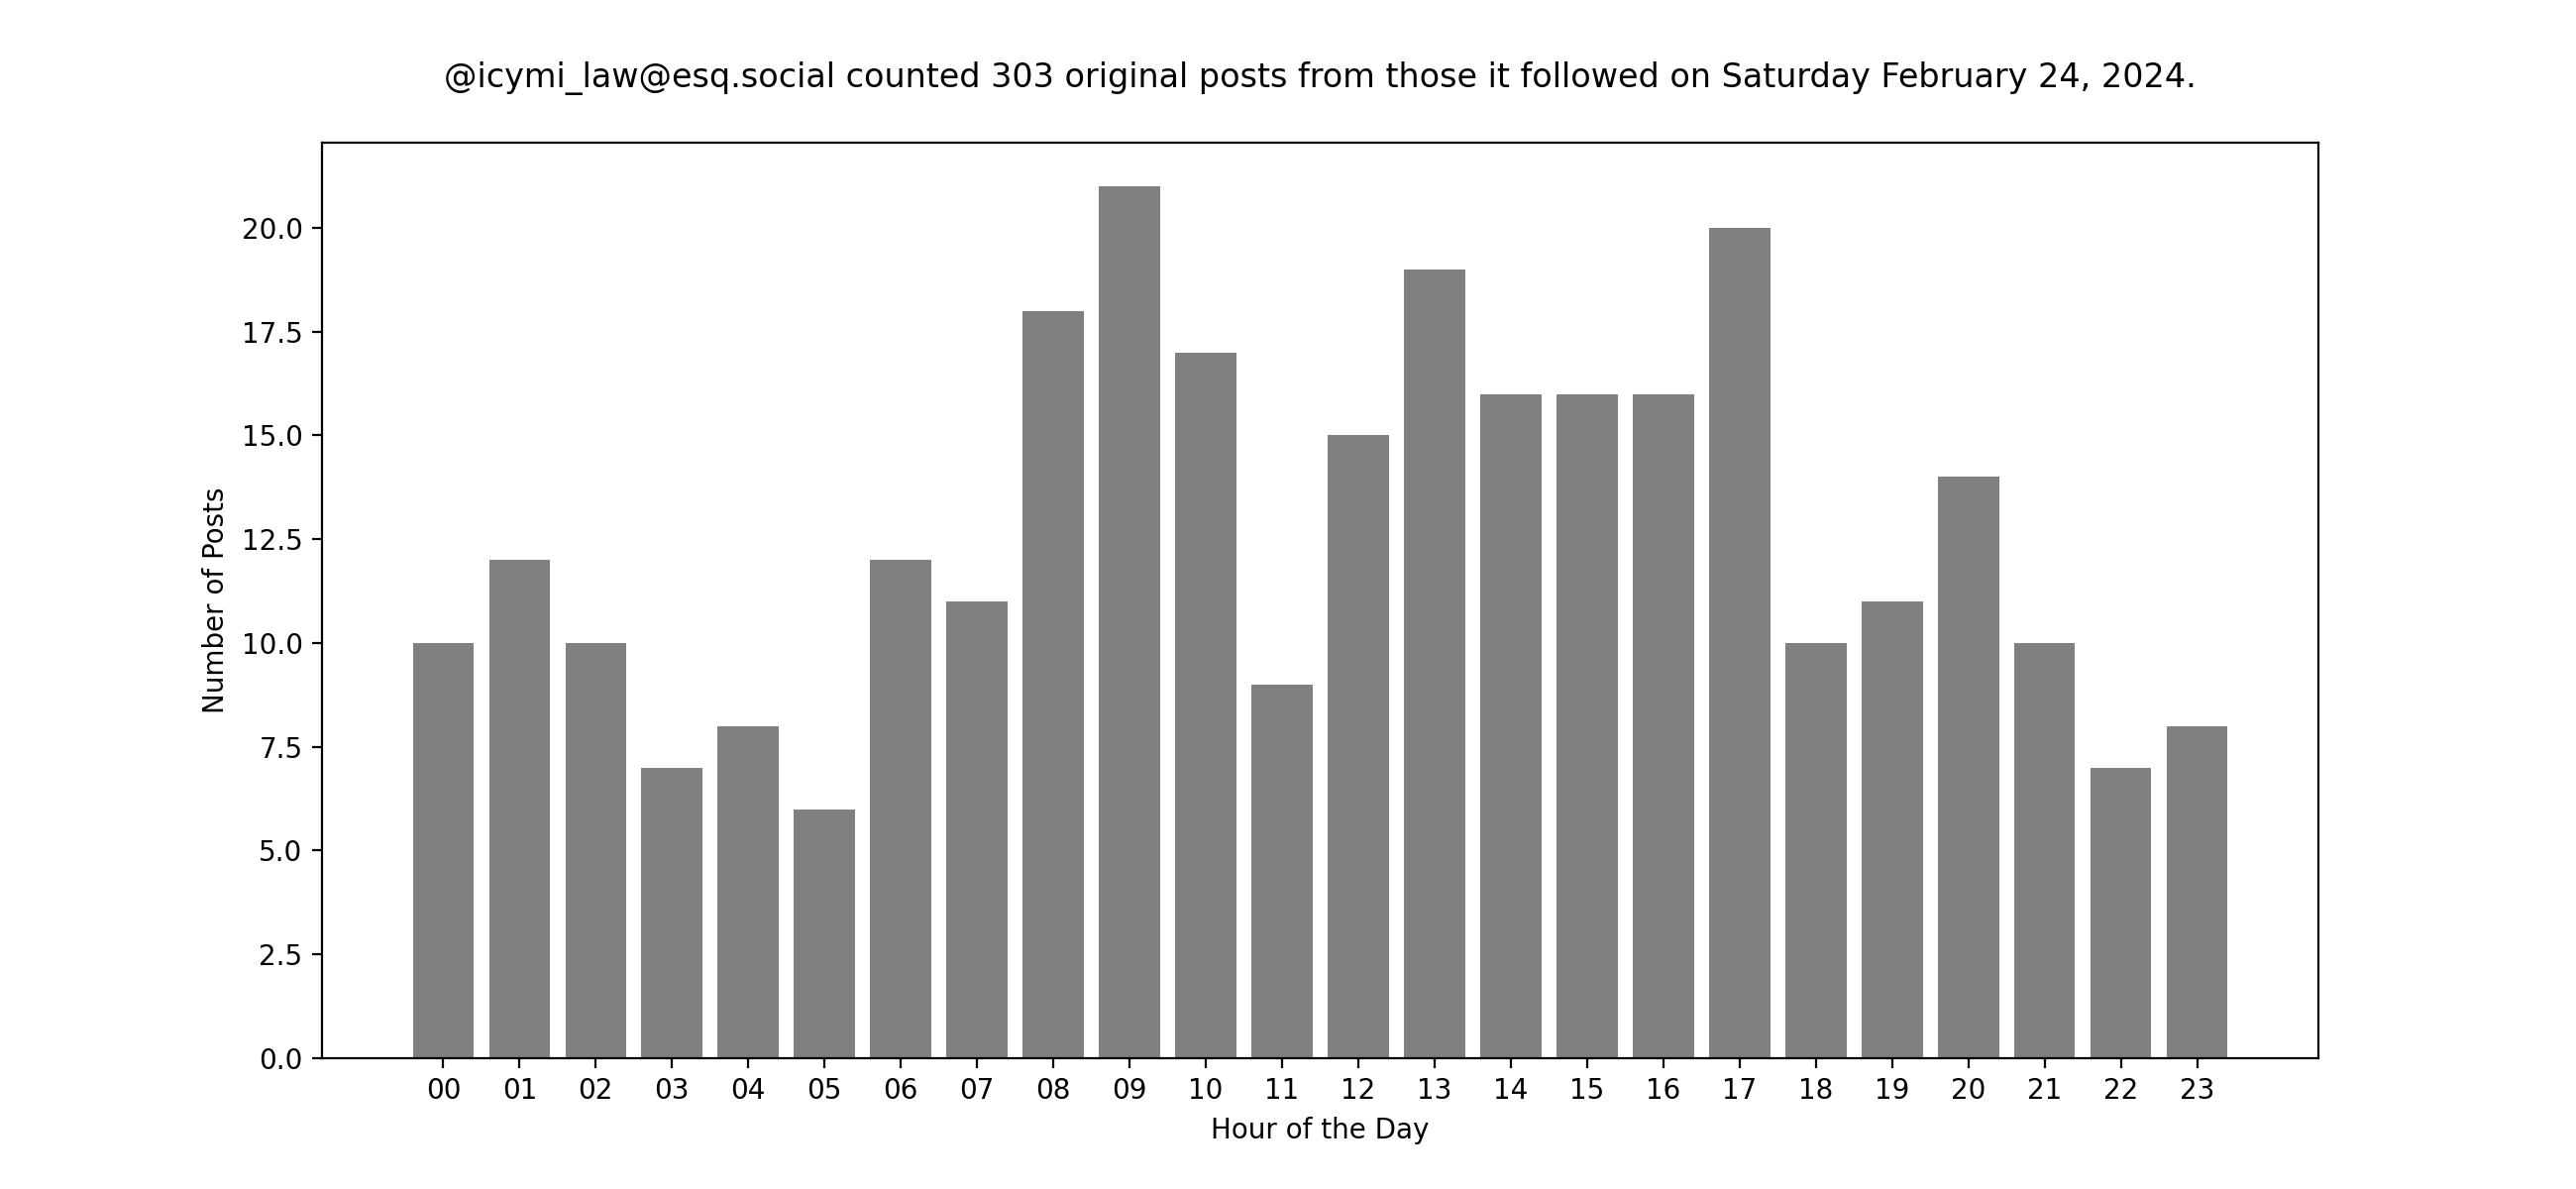 @icymi_law@esq.social counted 303 original posts from those it followed on Saturday February 24, 2024.
20.0
17.5
15.0
12.5
10.0
7.5
5.0
2.5
0.0
Number of Posts
00 01 02 03 04 05 06 07 08 09 10 11 12 13 14 15 16 17 18 19 20 21 22 23
Hour of the Day